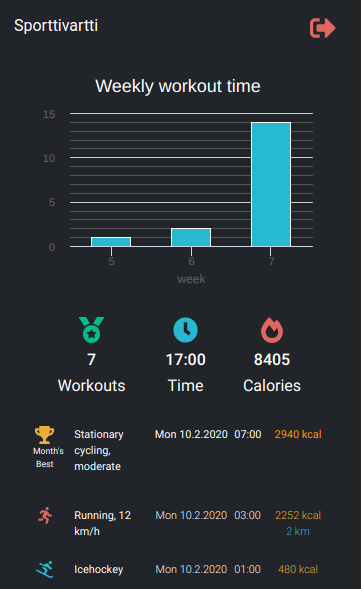 Sporttivartti
Weekly workout time
15
10
5
0
5 6 7
week
7 17:00 8405
Workouts Time Calories
Month's Best
Stationary cycling, moderate
Mon 10.2.2020 07:00 2940 kcal
Running, 12 km/h
Mon 10.2.2020 03:00 2252 kcal
2 km
Icehockey Mon 10.2.2020 01:00 480 kcal